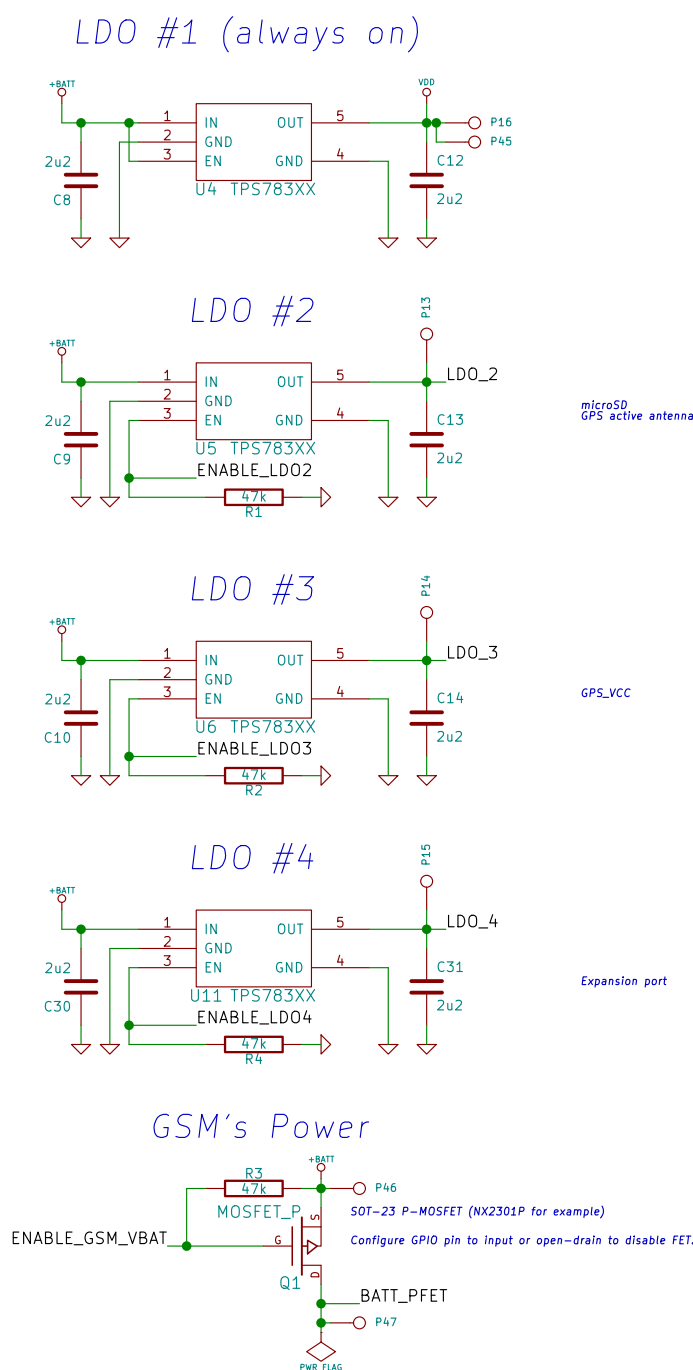 LDO #1 (always on)
+BATT
VDD
1 IN OUT 5
P16
2 GND
P45
2u2
3 EN GND 4
C12
C8
U4 TPS783XX
2u2
LDO #2
P13
+BATT
1 IN OUT 5
LDO_2
2 GND
microSD
GPS active antenna
2u2
3 EN GND 4
C13
C9
U5 TPS783XX
2u2
ENABLE_LDO2
47k
R1
LDO #3
P14
+BATT
1 IN OUT 5
LDO_3
2 GND
GPS_VCC
2u2
3 EN GND 4
C14
C10
U6 TPS783XX
2u2
ENABLE_LDO3
47k
R2
LDO #4
P15
+BATT
1 IN OUT 5
LDO_4
2 GND
2u2
3 EN GND 4
C31
Expansion port
C30
U11 TPS783XX
2u2
ENABLE_LDO4
47k
R4
GSM's Power
+BATT
R3
47k
P46
MOSFET_P
S
SOT-23 P-MOSFET (NX2301P for example)
ENABLE_GSM_VBAT
G
Configure GPIO pin to input or open-drain to disable FET.
D
Q1
BATT_PFET
P47
PWR_FLAG